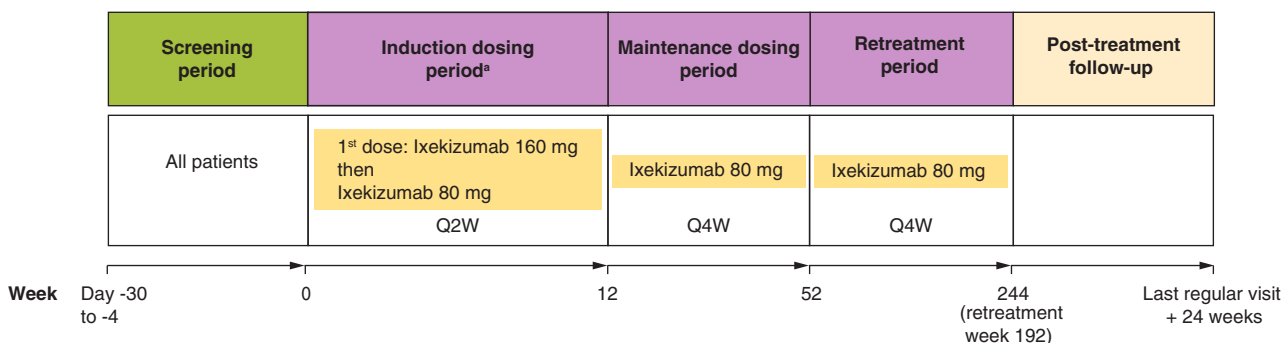 Screening
period
Induction dosing
periodᵃ
Maintenance dosing
period
Retreatment
period
Post-treatment
follow-up
All patients
1ˢᵗ dose: Ixekizumab 160 mg
then
Ixekizumab 80 mg
Q2W
Ixekizumab 80 mg
Q4W
Ixekizumab 80 mg
Q4W
Week
Day -30
to -4
0
12
52
244
(retreatment
week 192)
Last regular visit
+ 24 weeks